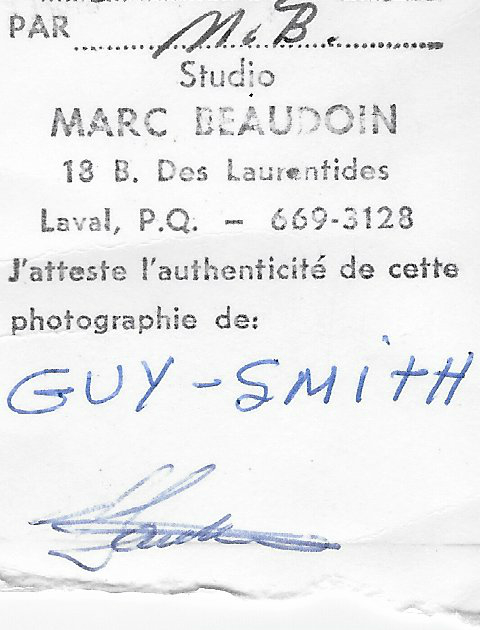 PAR M.B.
Studio
MARC BEAUDOIN
18 B. Des Laurentides
Laval, P.Q. - 669-3128
J'atteste l'authenticité de cette
photographie de:
GUY-SMITH